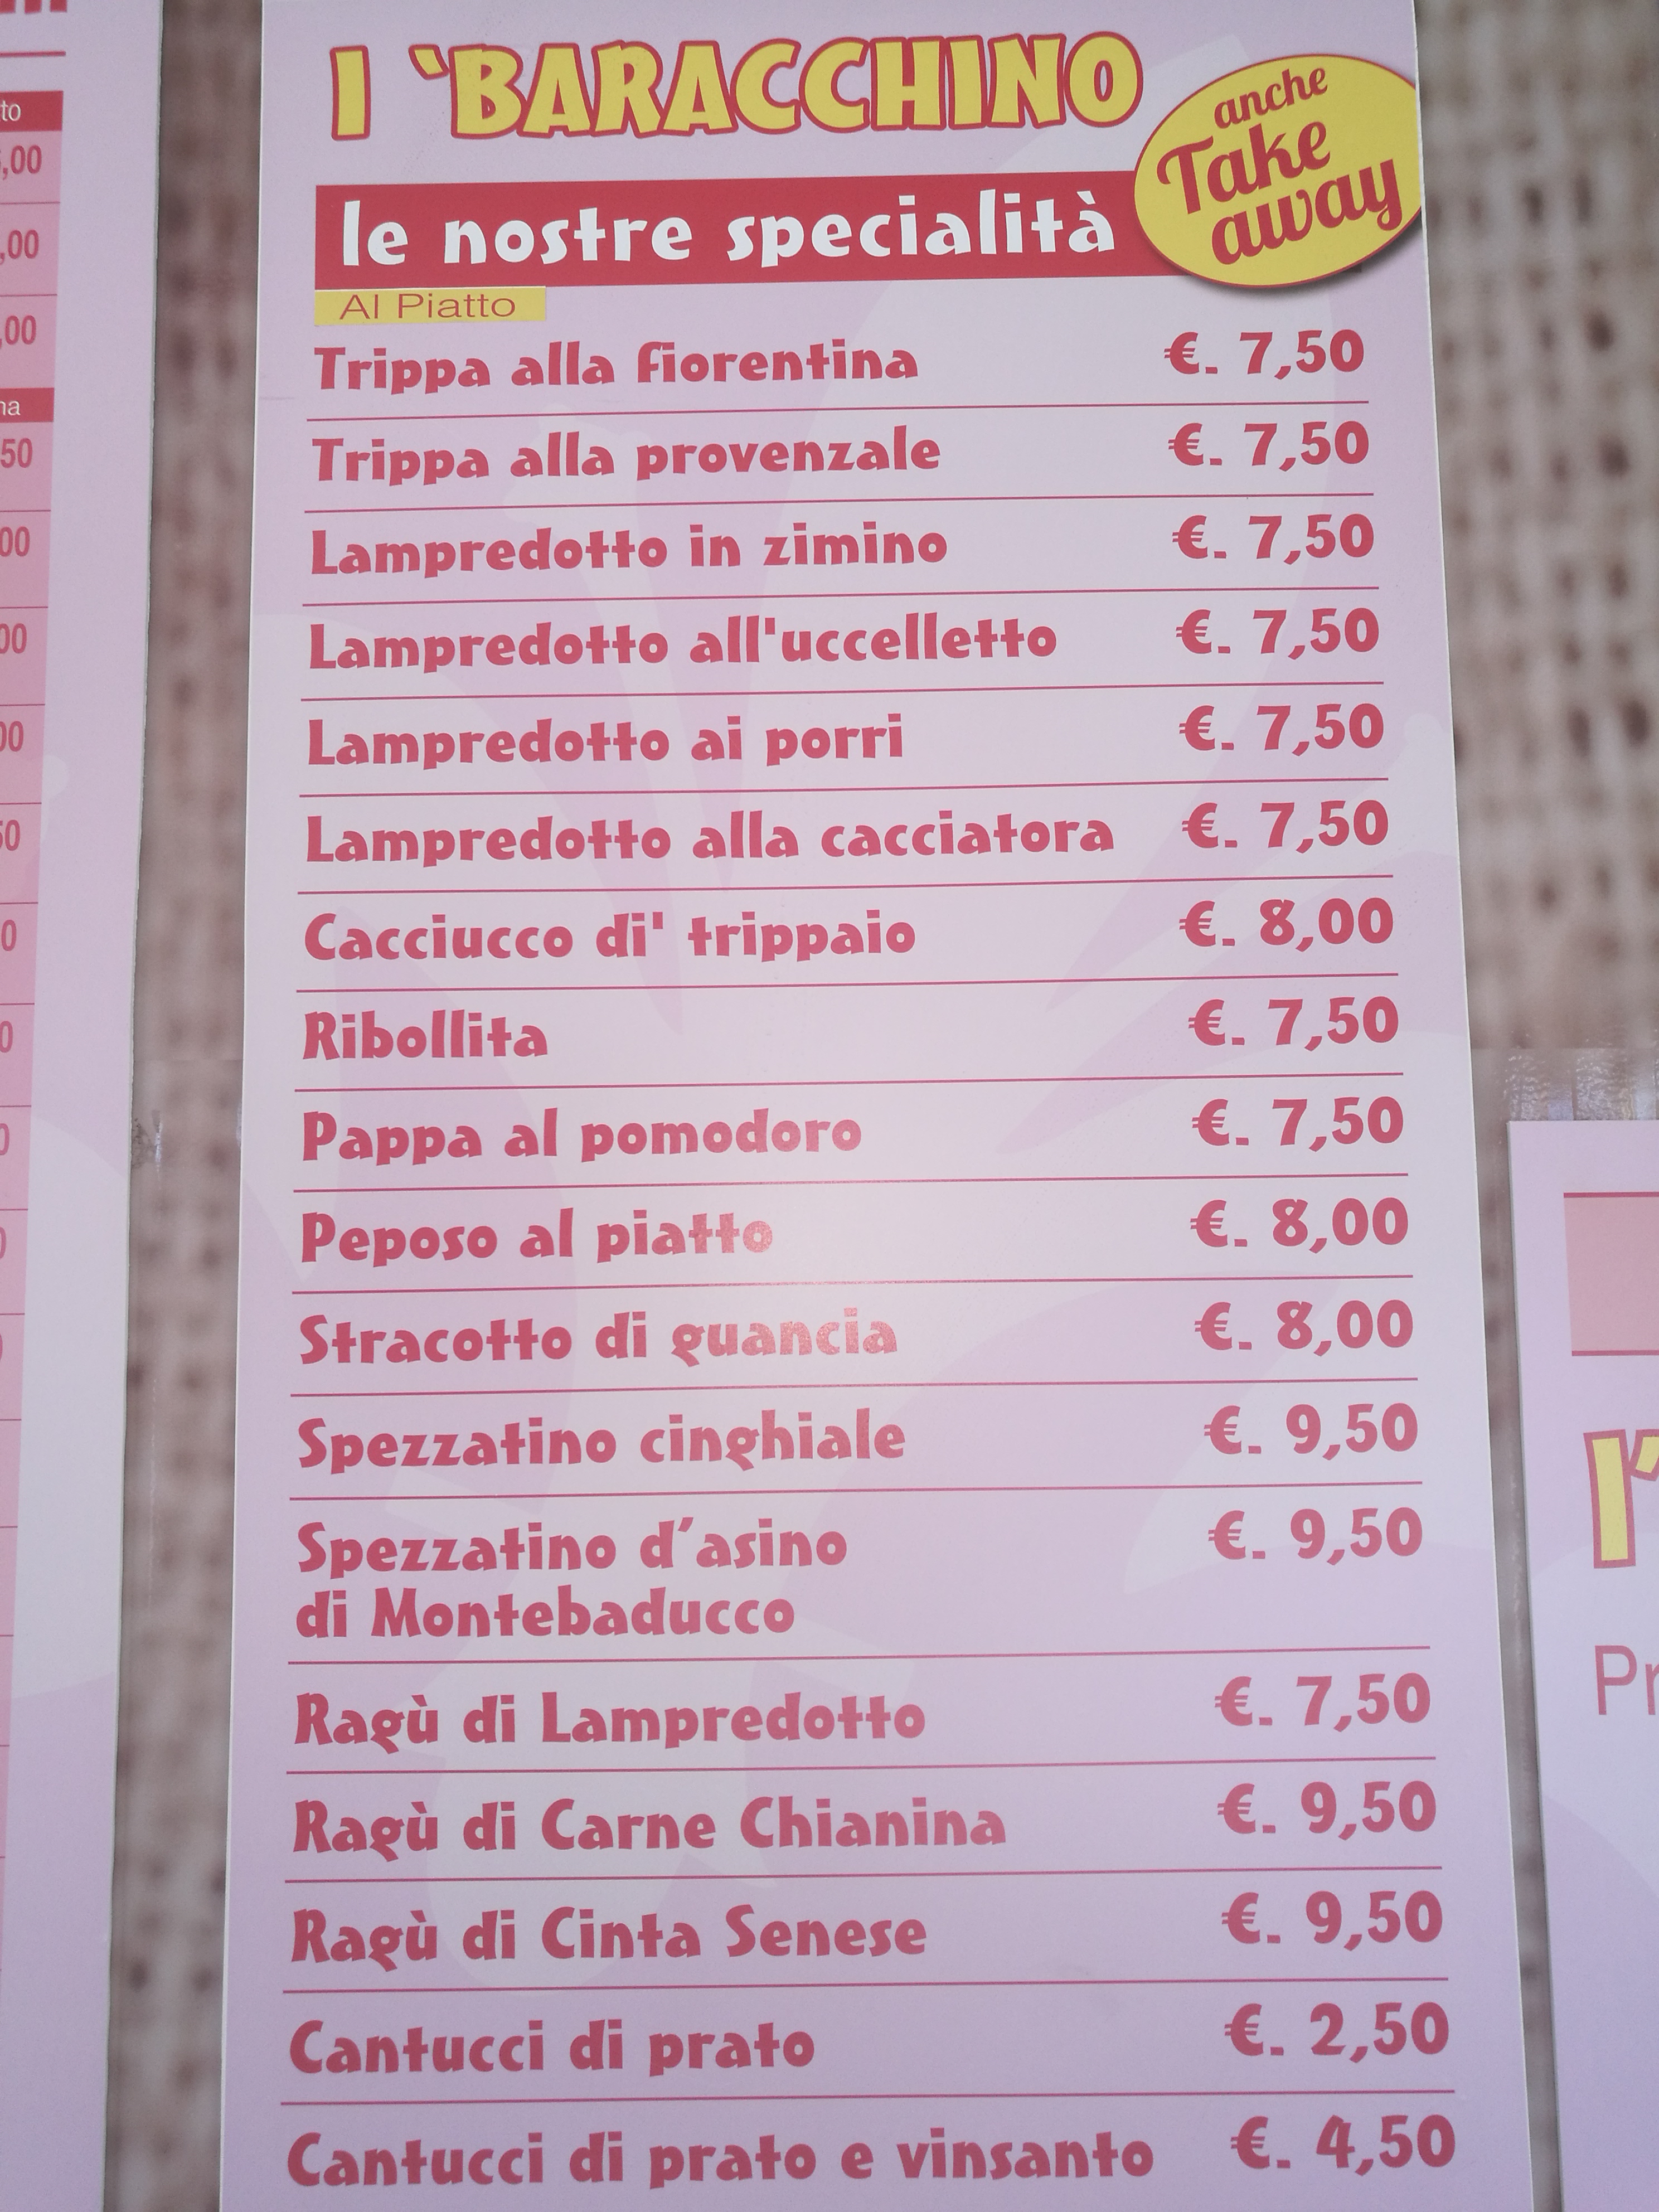 I 'BARACCHINO
anche
Take
away
le nostre specialità
Al Piatto
Trippa alla fiorentina €. 7,50
Trippa alla provenzale €. 7,50
Lampredotto in zimino €. 7,50
Lampredotto all'uccelletto €. 7,50
Lampredotto ai porri €. 7,50
Lampredotto alla cacciatora €. 7,50
Cacciucco di' trippaio €. 8,00
Ribollita €. 7,50
Pappa al pomodoro €. 7,50
Peposo al piatto €. 8,00
Stracotto di guancia €. 8,00
Spezzatino cinghiale €. 9,50
Spezzatino d’asino €. 9,50
di Montebaducco
Ragù di Lampredotto €. 7,50
Ragù di Carne Chianina €. 9,50
Ragù di Cinta Senese €. 9,50
Cantucci di prato €. 2,50
Cantucci di prato e vinsanto €. 4,50